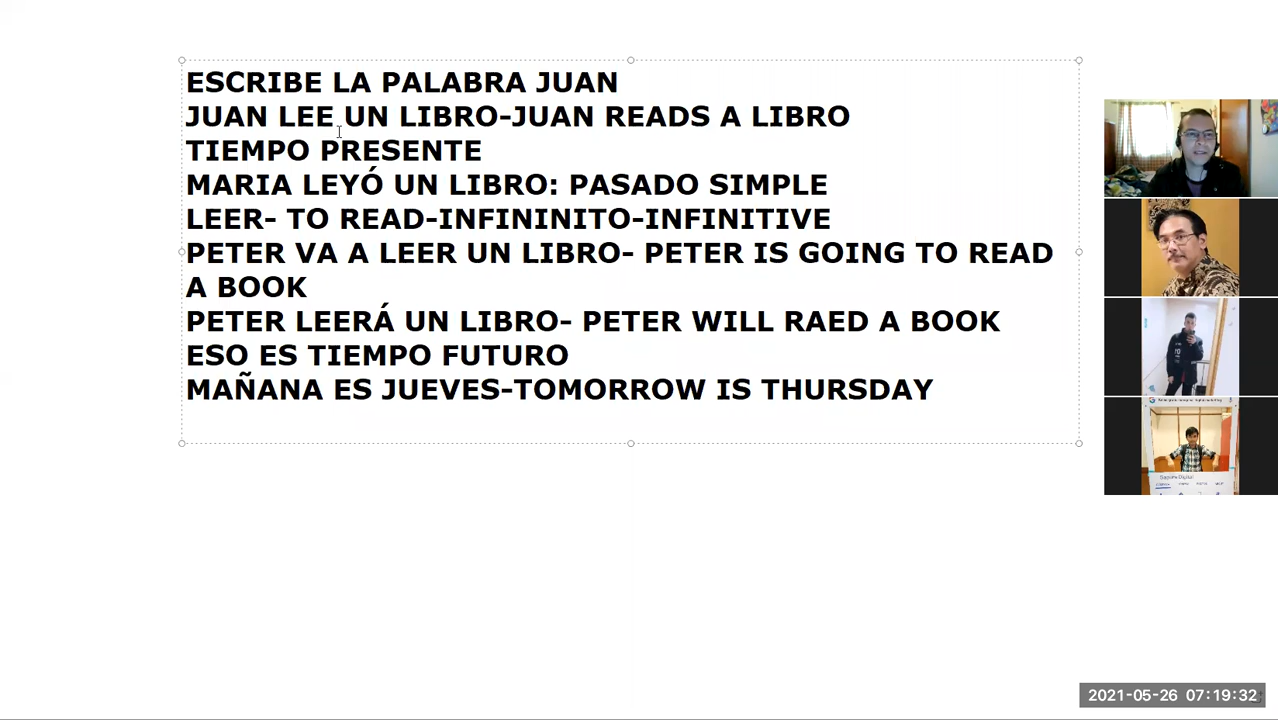 ESCRIBE LA PALABRA JUAN
JUAN LEE UN LIBRO-JUAN READS A LIBRO
TIEMPO PRESENTE
MARIA LEYÓ UN LIBRO: PASADO SIMPLE
LEER- TO READ-INFININITO-INFINITIVE
PETER VA A LEER UN LIBRO- PETER IS GOING TO READ
A BOOK
PETER LEERÁ UN LIBRO- PETER WILL RAED A BOOK
ESO ES TIEMPO FUTURO
MAÑANA ES JUEVES-TOMORROW IS THURSDAY
2021-05-26 07:19:32